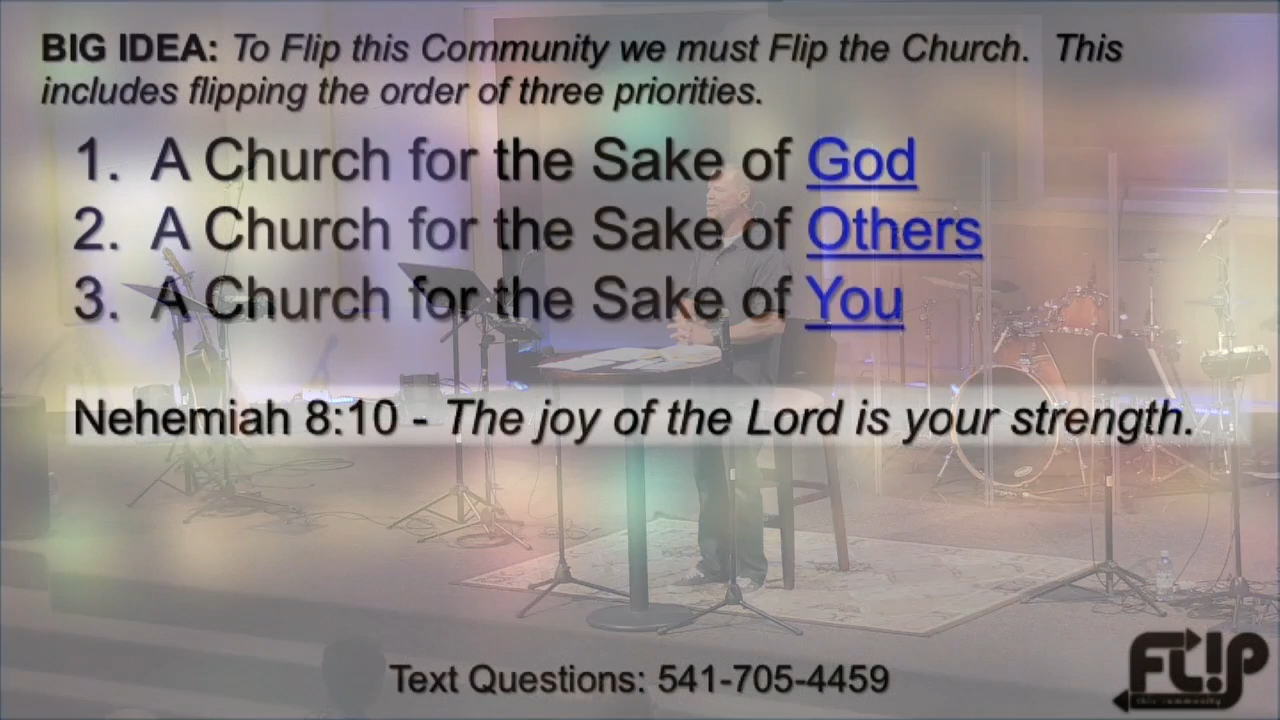 BIG IDEA: To Flip this Community we must Flip the Church. This
includes flipping the order of three priorities.
1. A Church for the Sake of God
2. A Church for the Sake of Others
3. A Church for the Sake of You
Nehemiah 8:10 - The joy of the Lord is your strength.
Text Questions: 541-705-4459
FL!P
this community